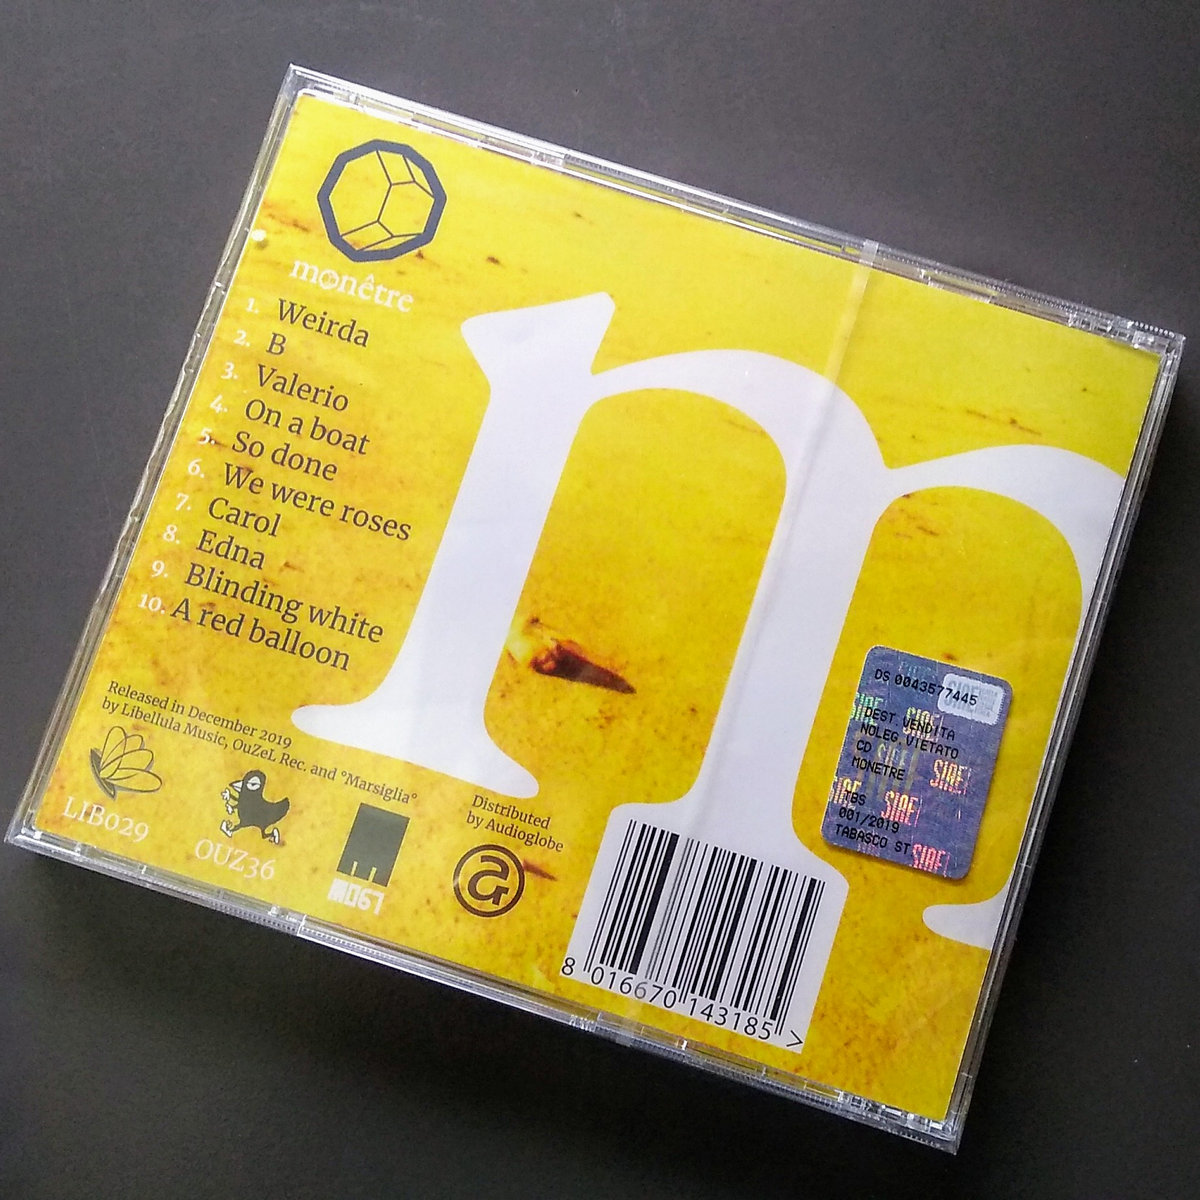 monêtre
1. Weirda
2. B
3. Valerio
4. On a boat
5. So done
6. We were roses
7. Carol
8. Edna
9. Blinding white
10. A red balloon
Released in December 2019
by Libellula Music, OuZeL Rec. and °Marsiglia°
LIB029
OUZ36
M067
Distributed
by Audioglobe
m
8 016670 143185 >
DS 0043577445
SIAE
DEST.VENDITA
NOLEG.VIETATO
CD
MONETRE
TBS
001/2019
TABASCO ST